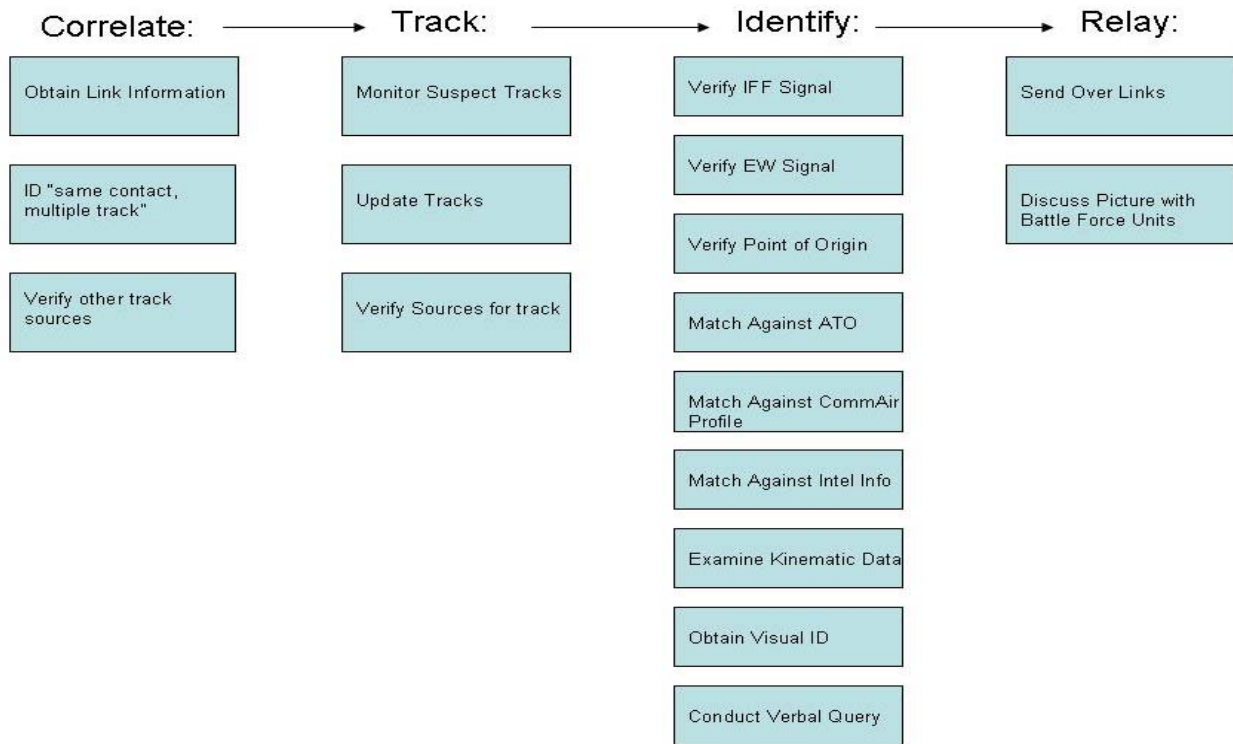 Correlate:
Track:
Identify:
Relay:
Obtain Link Information
ID "same contact,
multiple track"
Verify other track
sources
Monitor Suspect Tracks
Update Tracks
Verify Sources for track
Verify IFF Signal
Verify EW Signal
Verify Point of Origin
Match Against ATO
Match Against CommAir
Profile
Match Against Intel Info
Examine Kinematic Data
Obtain Visual ID
Conduct Verbal Query
Send Over Links
Discuss Picture with
Battle Force Units